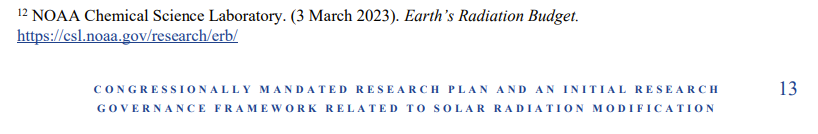 12 NOAA Chemical Science Laboratory. (3 March 2023). Earth's Radiation Budget.
https://csl.noaa.gov/research/erb/
CONGRESSIONALLY MANDATED RESEARCH PLAN AND AN INITIAL RESEARCH 13
GOVERNANCE FRAMEWORK RELATED TO SOLAR RADIATION MODIFICATION